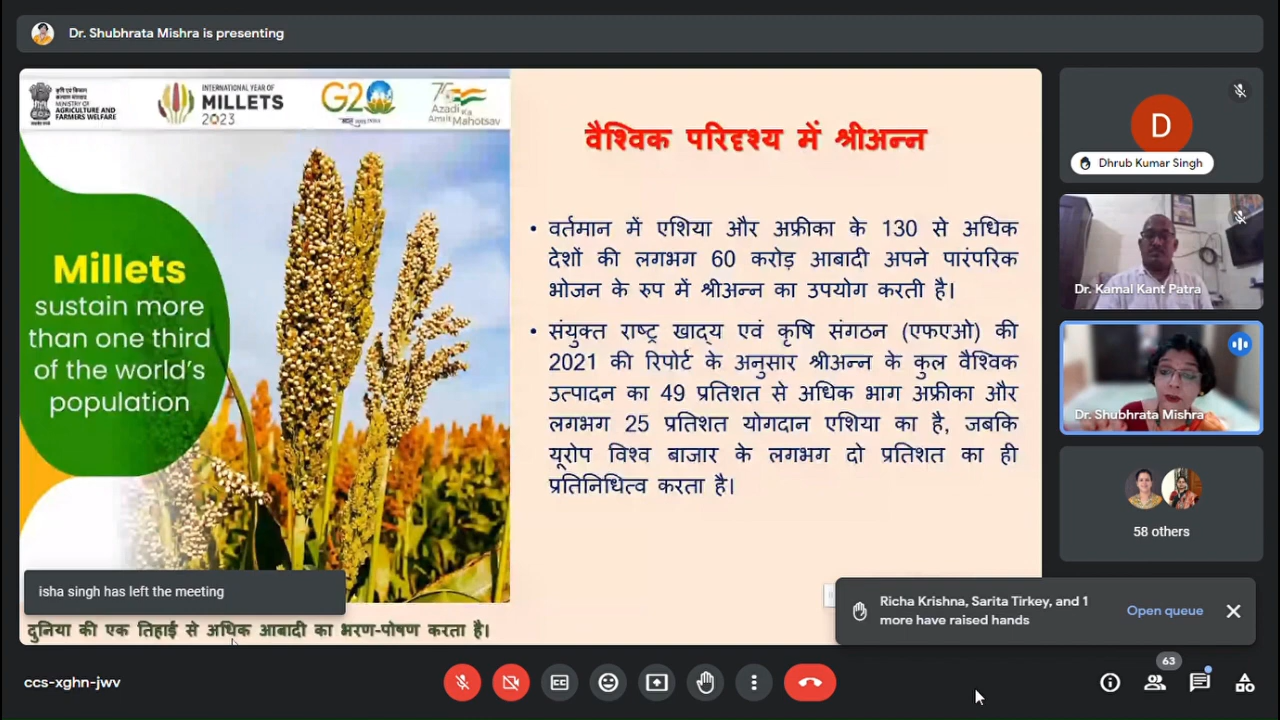 Dr. Shubhrata Mishra is presenting
कृषि एवं किसान
कल्याण मंत्रालय
MINISTRY OF
AGRICULTURE AND
FARMERS WELFARE
INTERNATIONAL YEAR OF
MILLETS
2023
G20
75
Azadi Ka
Amrit Mahotsav
Millets
sustain more
than one third
of the world's
population
वैश्विक परिदृश्य में श्रीअन्न
• वर्तमान में एशिया और अफ्रीका के 130 से अधिक
देशों की लगभग 60 करोड़ आबादी अपने पारंपरिक
भोजन के रुप में श्रीअन्न का उपयोग करती है।
• संयुक्त राष्ट्र खाद्य एवं कृषि संगठन (एफएओ) की
2021 की रिपोर्ट के अनुसार श्रीअन्न के कुल वैश्विक
उत्पादन का 49 प्रतिशत से अधिक भाग अफ्रीका और
लगभग 25 प्रतिशत योगदान एशिया का है, जबकि
यूरोप विश्व बाजार के लगभग दो प्रतिशत का ही
प्रतिनिधित्व करता है।
isha singh has left the meeting
दुनिया की एक तिहाई से अधिक आबादी का भरण-पोषण करता है।
D
Dhrub Kumar Singh
Dr. Kamal Kant Patra
Dr. Shubhrata Mishra
58 others
Richa Krishna, Sarita Tirkey, and 1
more have raised hands
Open queue
ccs-xghn-jwv
63